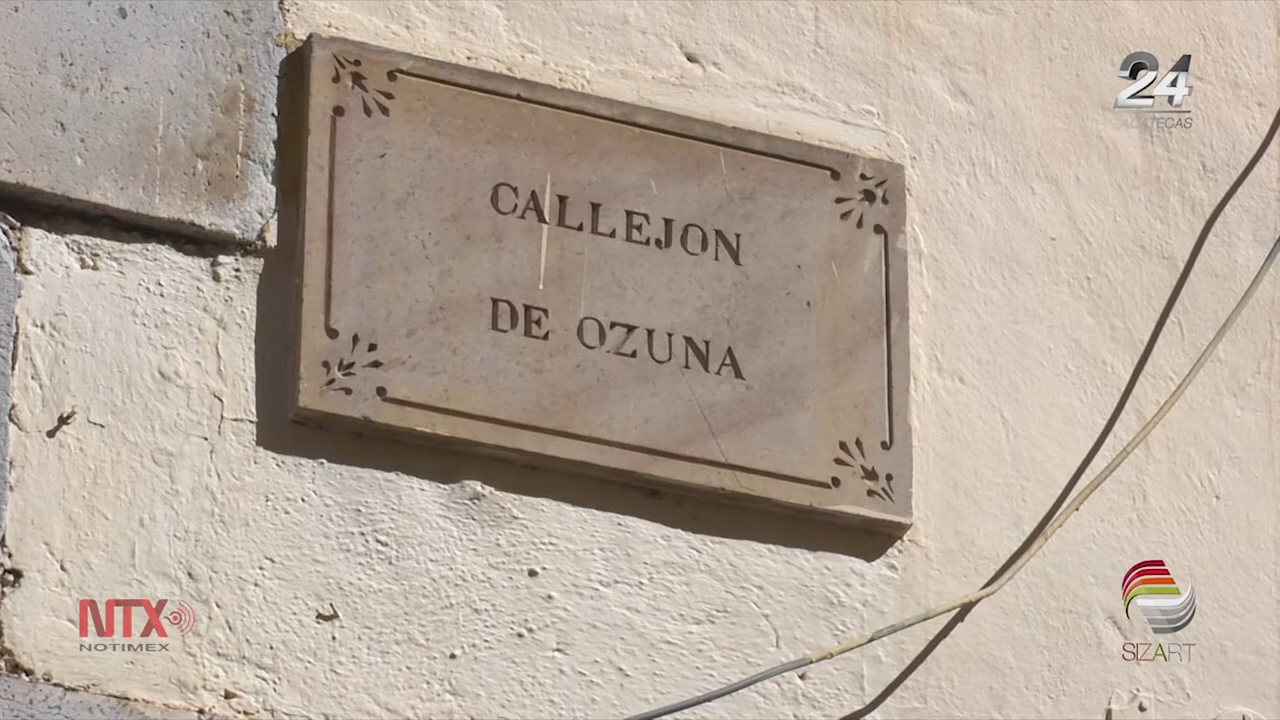 24
ZACATECAS
CALLEJON
DE OZUNA
NTX
NOTIMEX
SIZART